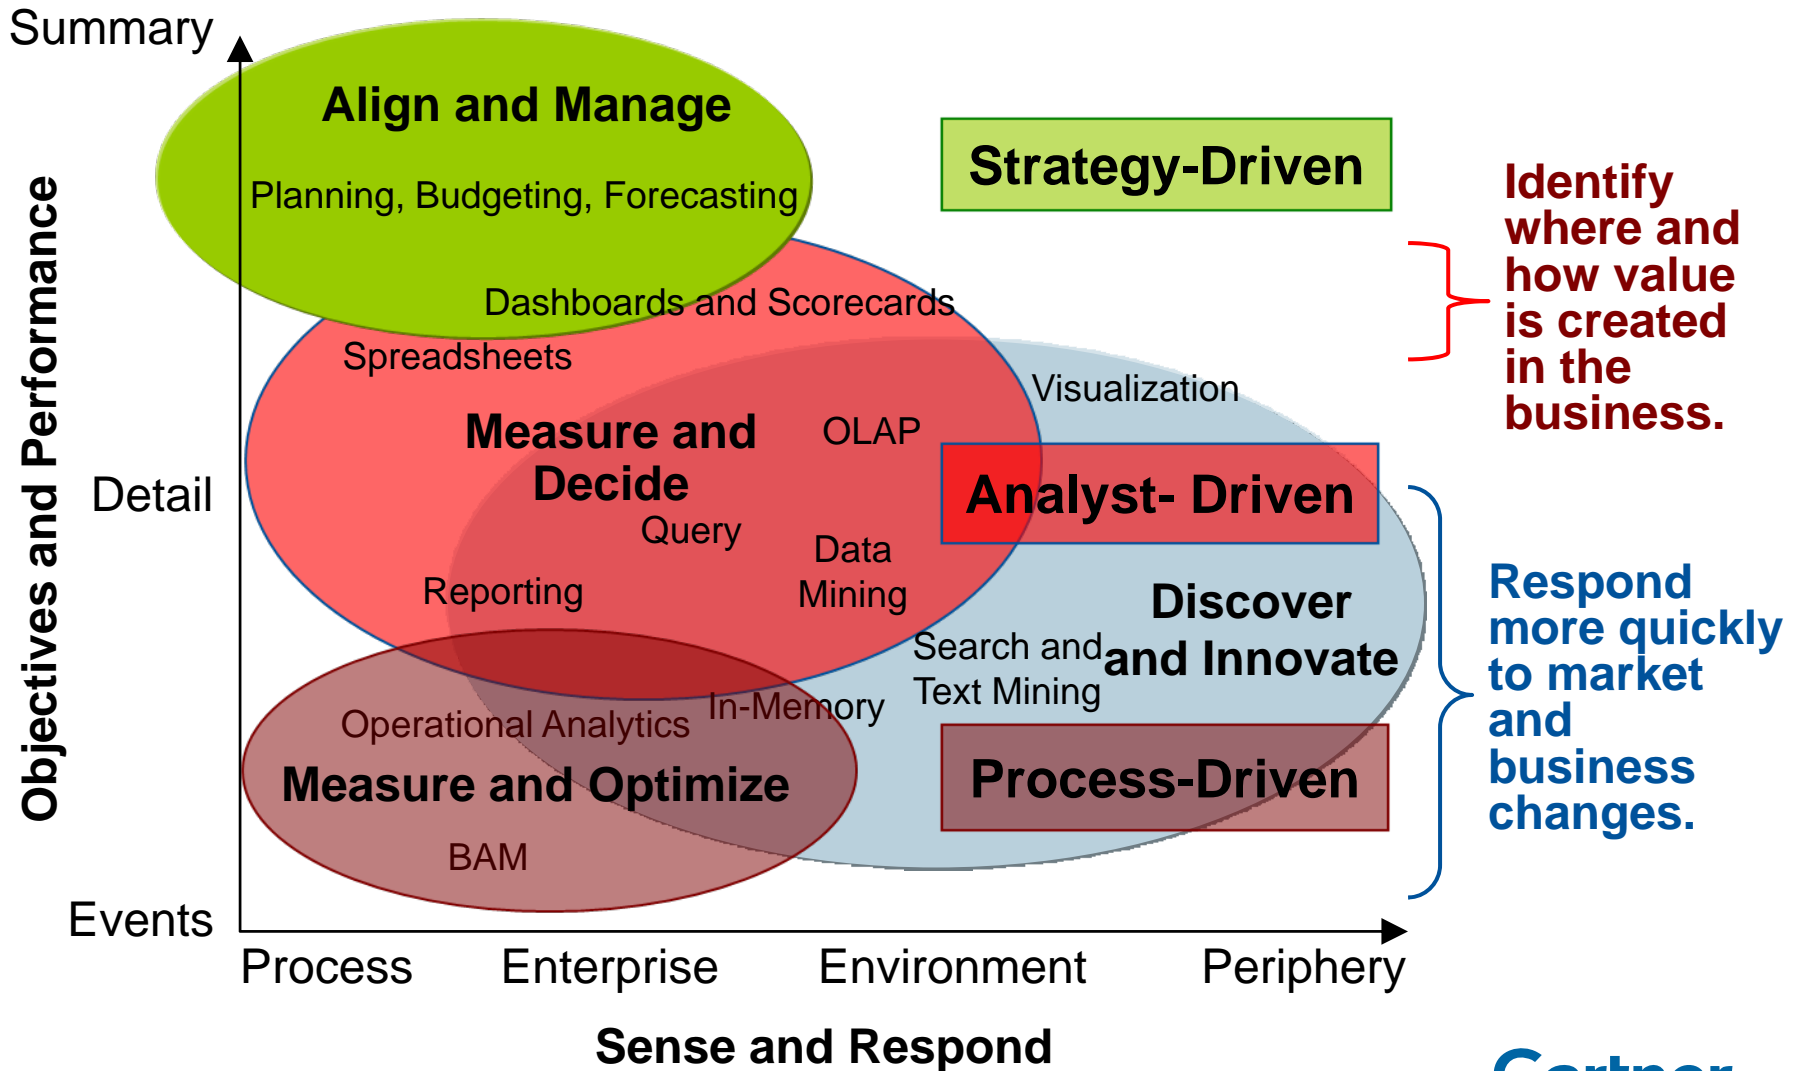 Summary
Align and Manage
Planning, Budgeting, Forecasting
Strategy-Driven
Identify
where and
how value
is created
in the
business.
Dashboards and Scorecards
Spreadsheets
Visualization
Measure and
Decide
OLAP
Detail
Analyst- Driven
Query
Data
Mining
Reporting
Discover
and Innovate
Search and
Text Mining
Respond
more quickly
to market
and
business
changes.
In-Memory
Operational Analytics
Measure and Optimize
Process-Driven
BAM
Events
Objectives and Performance
Process
Enterprise
Environment
Periphery
Sense and Respond
Gartner